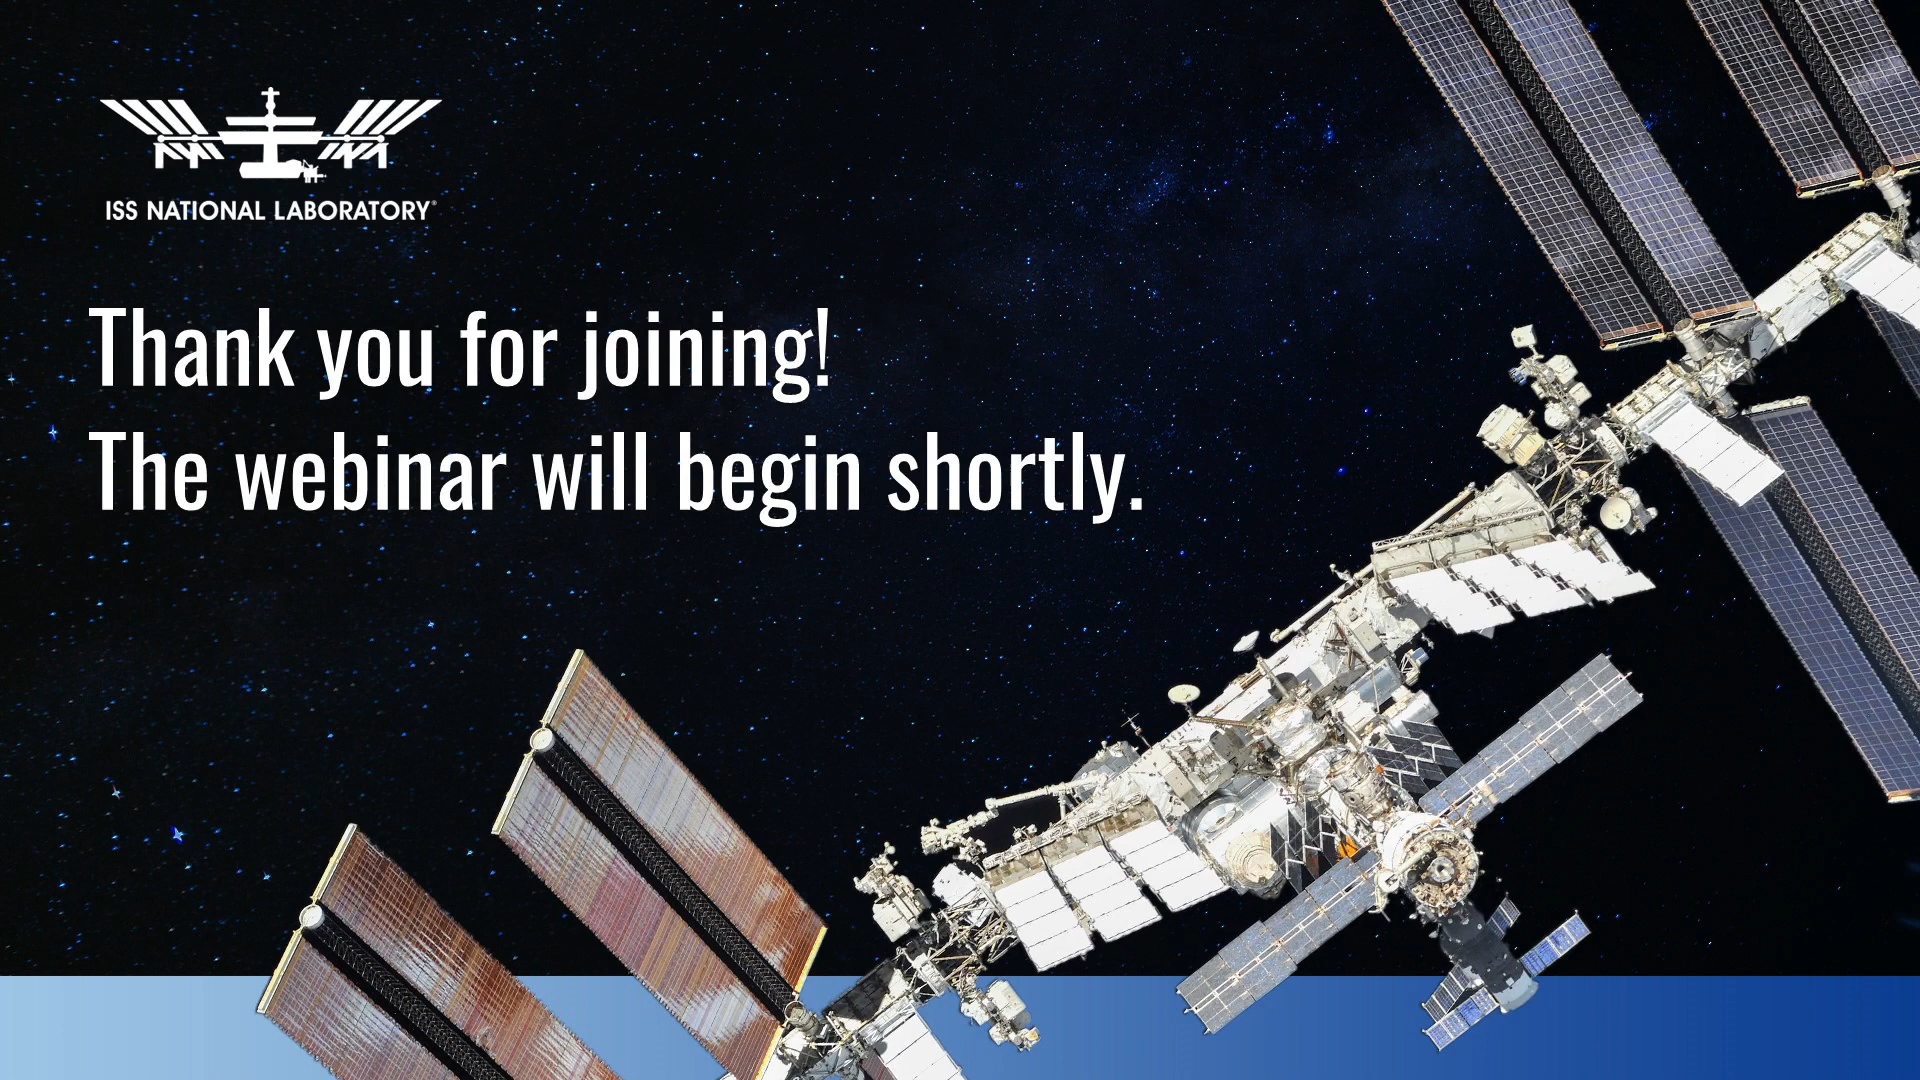 ISS NATIONAL LABORATORY®
Thank you for joining!
The webinar will begin shortly.